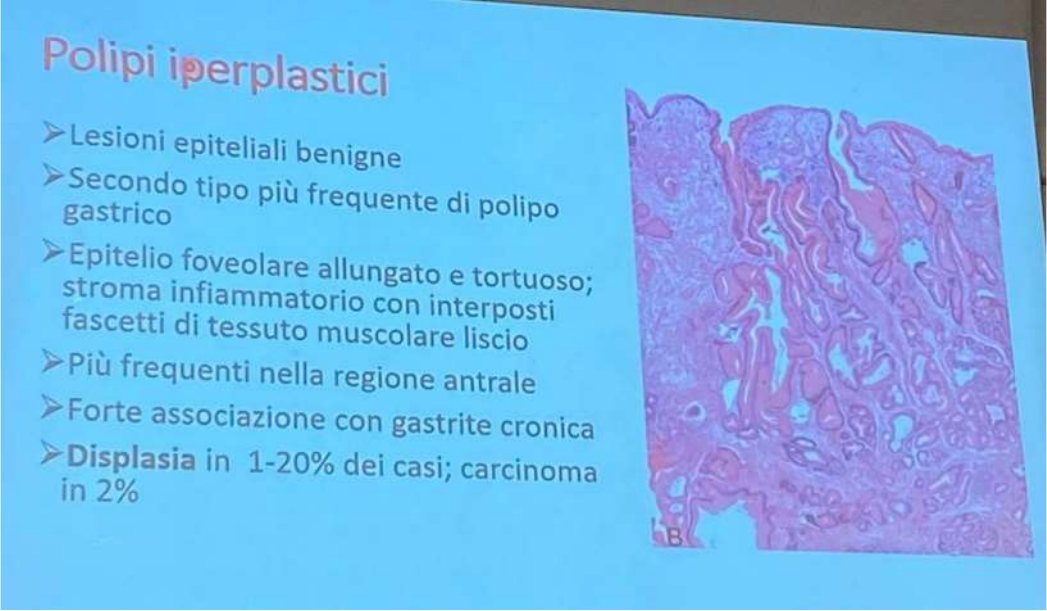 Polipi iperplastici
➢Lesioni epiteliali benigne
➢Secondo tipo più frequente di polipo
gastrico
➢Epitelio foveolare allungato e tortuoso;
stroma infiammatorio con interposti
fascetti di tessuto muscolare liscio
➢Più frequenti nella regione antrale
➢Forte associazione con gastrite cronica
➢Displasia in 1-20% dei casi; carcinoma
in 2%
B